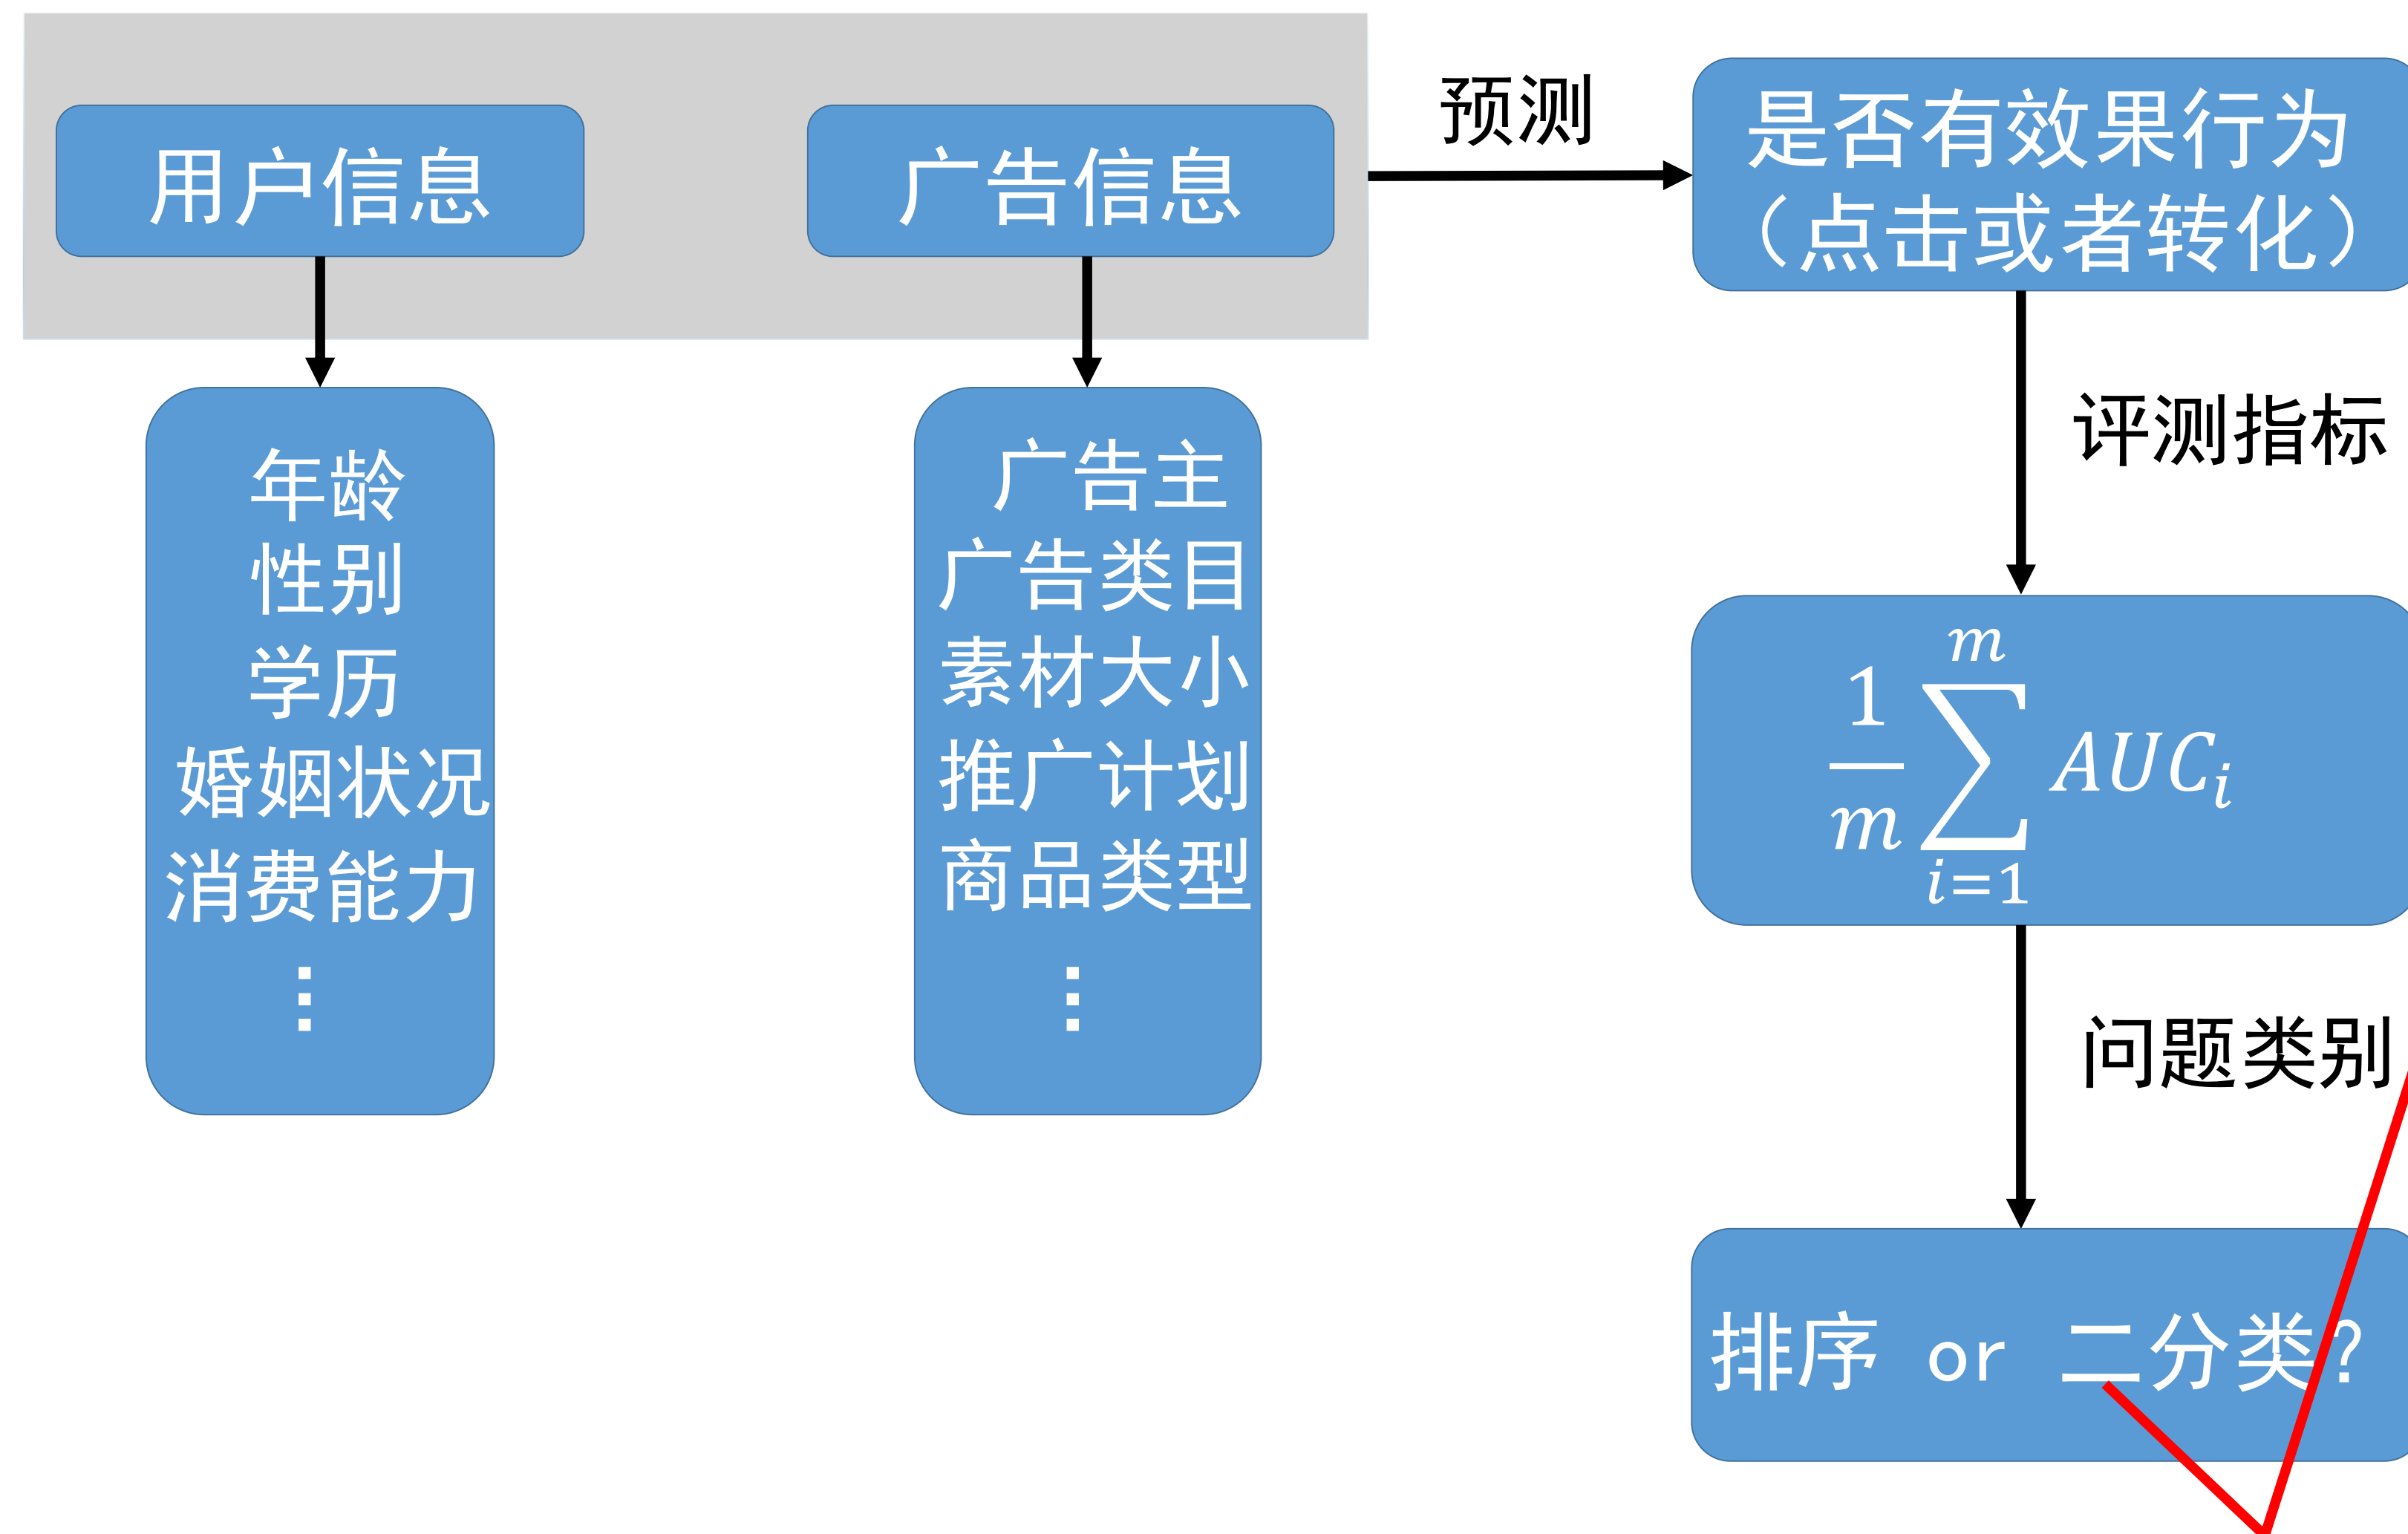 用户信息
广告信息
预测
是否有效果行为
（点击或者转化）
年龄
性别
学历
婚姻状况
消费能力
⋮
广告主
广告类目
素材大小
推广计划
商品类型
⋮
评测指标
m
1
m
∑ AUCᵢ
i=1
问题类别
排序 or 二分类?